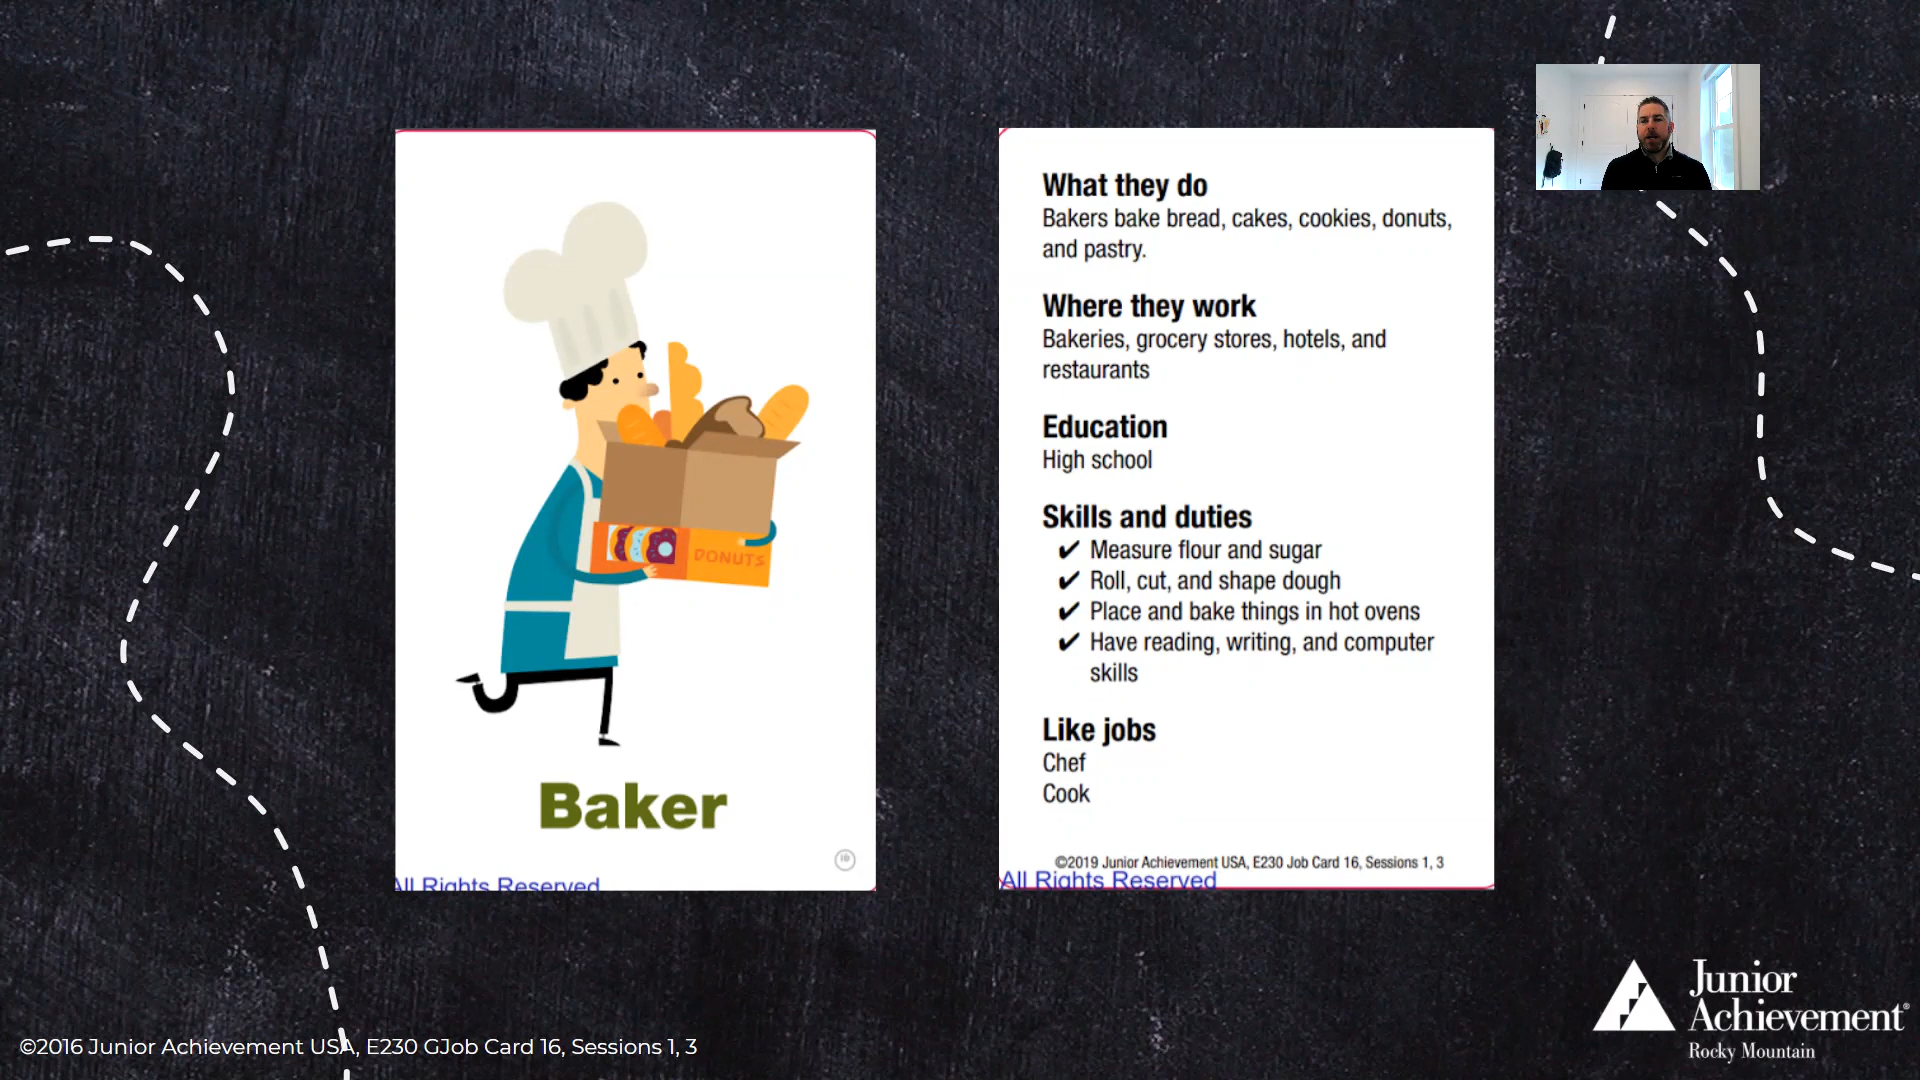 DONUTS
Baker
16
All Rights Reserved
What they do
Bakers bake bread, cakes, cookies, donuts,
and pastry.
Where they work
Bakeries, grocery stores, hotels, and
restaurants
Education
High school
Skills and duties
✔ Measure flour and sugar
✔ Roll, cut, and shape dough
✔ Place and bake things in hot ovens
✔ Have reading, writing, and computer
skills
Like jobs
Chef
Cook
©2019 Junior Achievement USA, E230 Job Card 16, Sessions 1, 3
All Rights Reserved
©2016 Junior Achievement USA, E230 GJob Card 16, Sessions 1, 3
Junior
Achievement®
Rocky Mountain